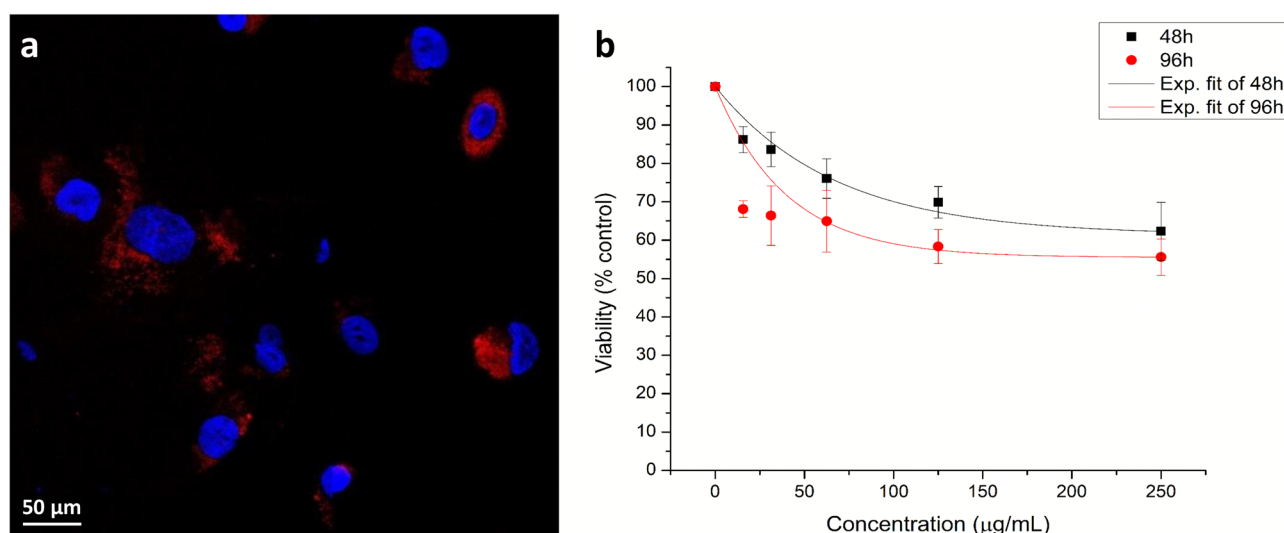 a
50 µm
b
48h
96h
Exp. fit of 48h
Exp. fit of 96h
100
90
80
70
60
50
40
30
20
10
0
Viability (% control)
0 50 100 150 200 250
Concentration (µg/mL)